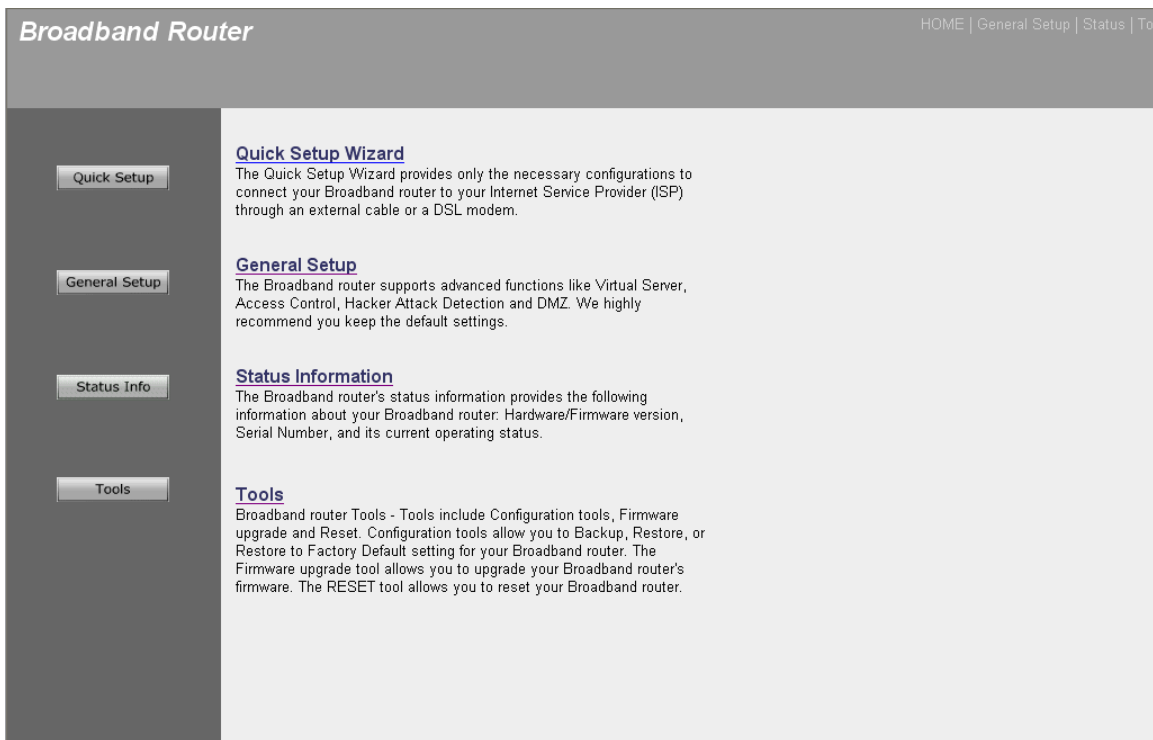 Broadband Router
HOME | General Setup | Status |
Quick Setup
General Setup
Status Info
Tools
Quick Setup Wizard
The Quick Setup Wizard provides only the necessary configurations to
connect your Broadband router to your Internet Service Provider (ISP)
through an external cable or a DSL modem.
General Setup
The Broadband router supports advanced functions like Virtual Server,
Access Control, Hacker Attack Detection and DMZ. We highly
recommend you keep the default settings.
Status Information
The Broadband router's status information provides the following
information about your Broadband router: Hardware/Firmware version,
Serial Number, and its current operating status.
Tools
Broadband router Tools - Tools include Configuration tools, Firmware
upgrade and Reset. Configuration tools allow you to Backup, Restore, or
Restore to Factory Default setting for your Broadband router. The
Firmware upgrade tool allows you to upgrade your Broadband router's
firmware. The RESET tool allows you to reset your Broadband router.